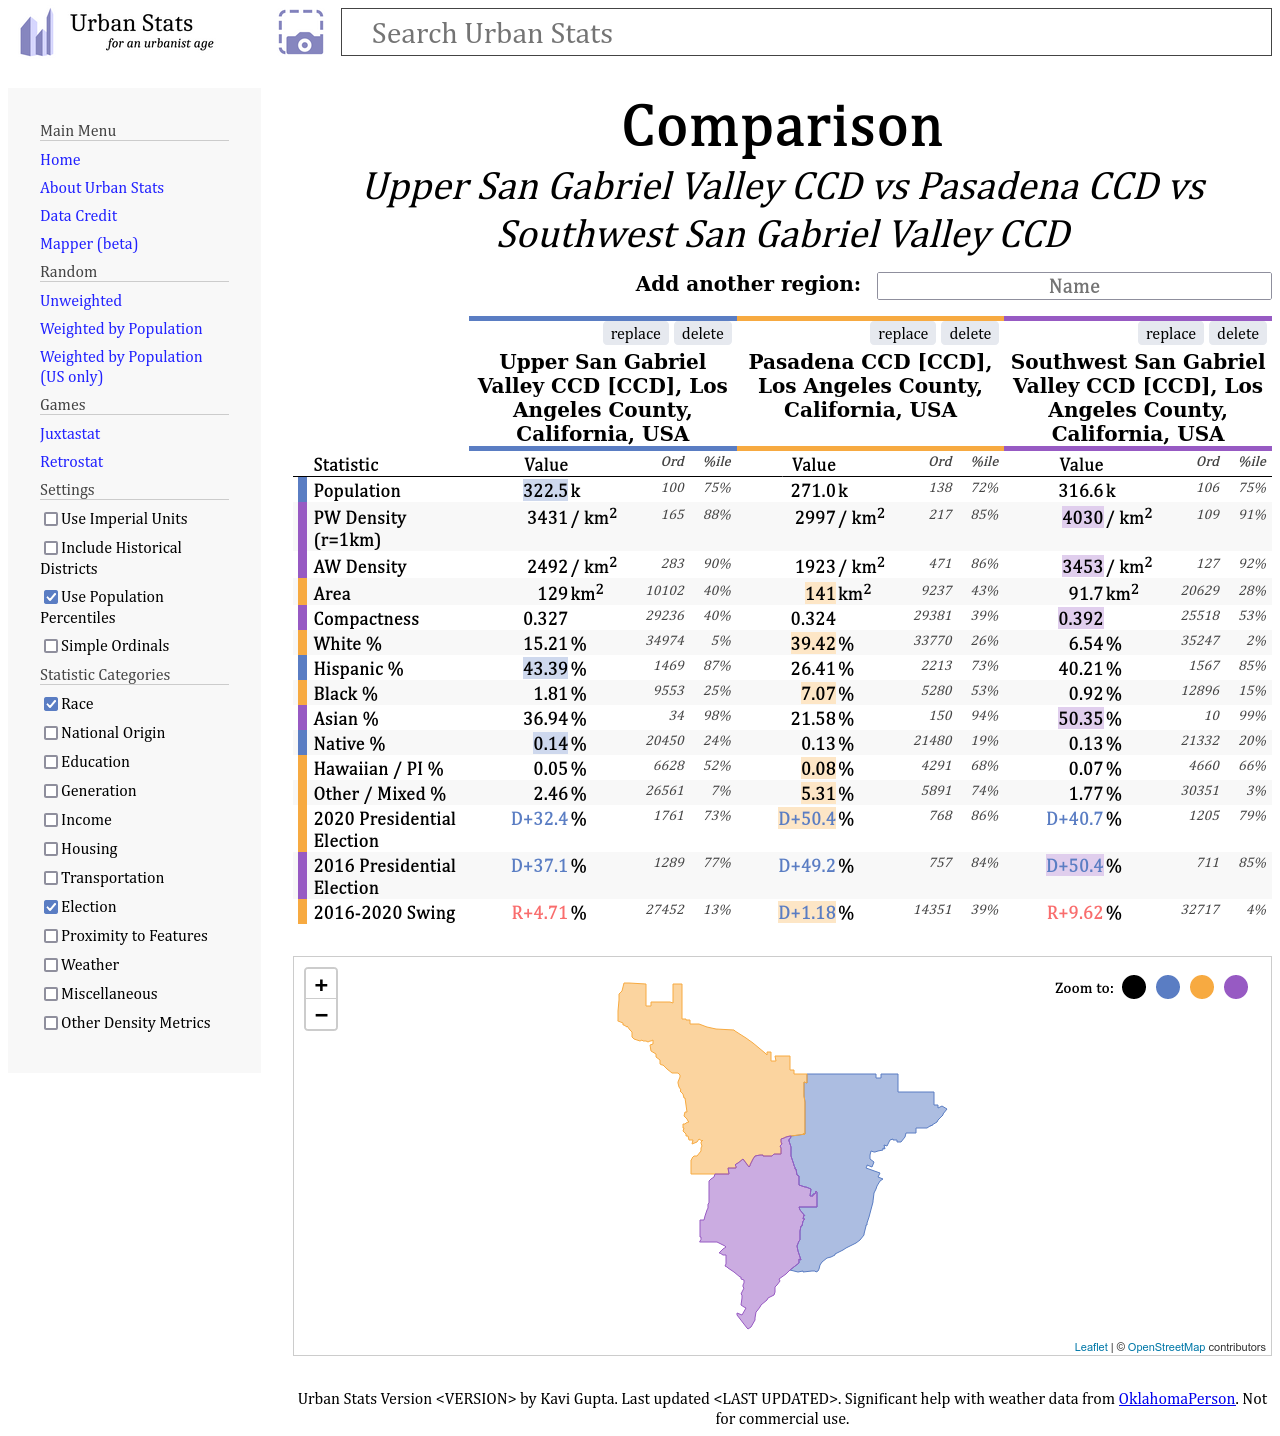 Urban Stats
for an urbanist age
Search Urban Stats
Main Menu
Home
About Urban Stats
Data Credit
Mapper (beta)
Random
Unweighted
Weighted by Population
Weighted by Population
(US only)
Games
Juxtastat
Retrostat
Settings
Use Imperial Units
Include Historical
Districts
Use Population
Percentiles
Simple Ordinals
Statistic Categories
Race
National Origin
Education
Generation
Income
Housing
Transportation
Election
Proximity to Features
Weather
Miscellaneous
Other Density Metrics
Comparison
Upper San Gabriel Valley CCD vs Pasadena CCD vs
Southwest San Gabriel Valley CCD
Add another region: Name
replace delete replace delete replace delete
Upper San Gabriel Pasadena CCD [CCD], Southwest San Gabriel
Valley CCD [CCD], Los Los Angeles County, Valley CCD [CCD], Los
Angeles County, California, USA Angeles County,
California, USA California, USA
Statistic Value Ord %ile Value Ord %ile Value Ord %ile
Population 322.5 k 100 75% 271.0 k 138 72% 316.6 k 106 75%
PW Density 3431 / km² 165 88% 2997 / km² 217 85% 4030 / km² 109 91%
(r=1km)
AW Density 2492 / km² 283 90% 1923 / km² 471 86% 3453 / km² 127 92%
Area 129 km² 10102 40% 141 km² 9237 43% 91.7 km² 20629 28%
Compactness 0.327 29236 40% 0.324 29381 39% 0.392 25518 53%
White % 15.21 % 34974 5% 39.42 % 33770 26% 6.54 % 35247 2%
Hispanic % 43.39 % 1469 87% 26.41 % 2213 73% 40.21 % 1567 85%
Black % 1.81 % 9553 25% 7.07 % 5280 53% 0.92 % 12896 15%
Asian % 36.94 % 34 98% 21.58 % 150 94% 50.35 % 10 99%
Native % 0.14 % 20450 24% 0.13 % 21480 19% 0.13 % 21332 20%
Hawaiian / PI % 0.05 % 6628 52% 0.08 % 4291 68% 0.07 % 4660 66%
Other / Mixed % 2.46 % 26561 7% 5.31 % 5891 74% 1.77 % 30351 3%
2020 Presidential D+32.4 % 1761 73% D+50.4 % 768 86% D+40.7 % 1205 79%
Election
2016 Presidential D+37.1 % 1289 77% D+49.2 % 757 84% D+50.4 % 711 85%
Election
2016-2020 Swing R+4.71 % 27452 13% D+1.18 % 14351 39% R+9.62 % 32717 4%
+
−
Zoom to:
Leaflet | © OpenStreetMap contributors
Urban Stats Version <VERSION> by Kavi Gupta. Last updated <LAST UPDATED>. Significant help with weather data from OklahomaPerson. Not
for commercial use.